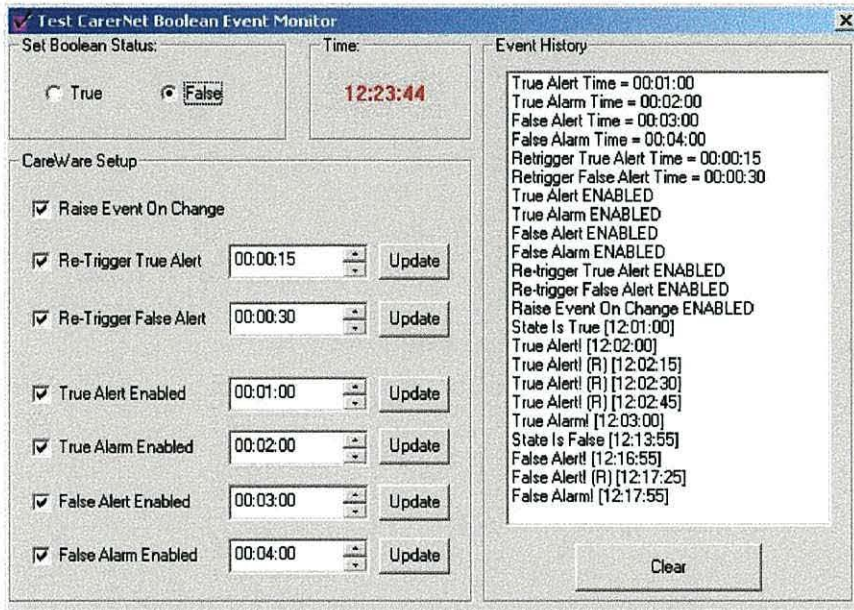 Test CarerNet Boolean Event Monitor
Set Boolean Status:
True
False
Time:
12:23:44
CareWare Setup
Raise Event On Change
Re-Trigger True Alert 00:00:15 Update
Re-Trigger False Alert 00:00:30 Update
True Alert Enabled 00:01:00 Update
True Alarm Enabled 00:02:00 Update
False Alert Enabled 00:03:00 Update
False Alarm Enabled 00:04:00 Update
Event History
True Alert Time = 00:01:00
True Alarm Time = 00:02:00
False Alert Time = 00:03:00
False Alarm Time = 00:04:00
Retrigger True Alert Time = 00:00:15
Retrigger False Alert Time = 00:00:30
True Alert ENABLED
True Alarm ENABLED
False Alert ENABLED
False Alarm ENABLED
Re-trigger True Alert ENABLED
Re-trigger False Alert ENABLED
Raise Event On Change ENABLED
State Is True [12:01:00]
True Alert! [12:02:00]
True Alert! (R) [12:02:15]
True Alert! (R) [12:02:30]
True Alert! (R) [12:02:45]
True Alarm! [12:03:00]
State Is False [12:13:55]
False Alert! [12:16:55]
False Alert! (R) [12:17:25]
False Alarm! [12:17:55]
Clear